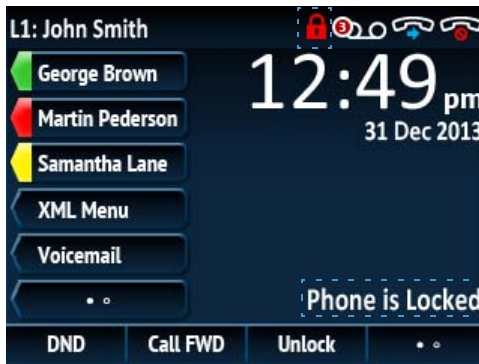 L1: John Smith
3
12:49 pm
31 Dec 2013
George Brown
Martin Pederson
Samantha Lane
XML Menu
Voicemail
Phone is Locked
DND Call FWD Unlock